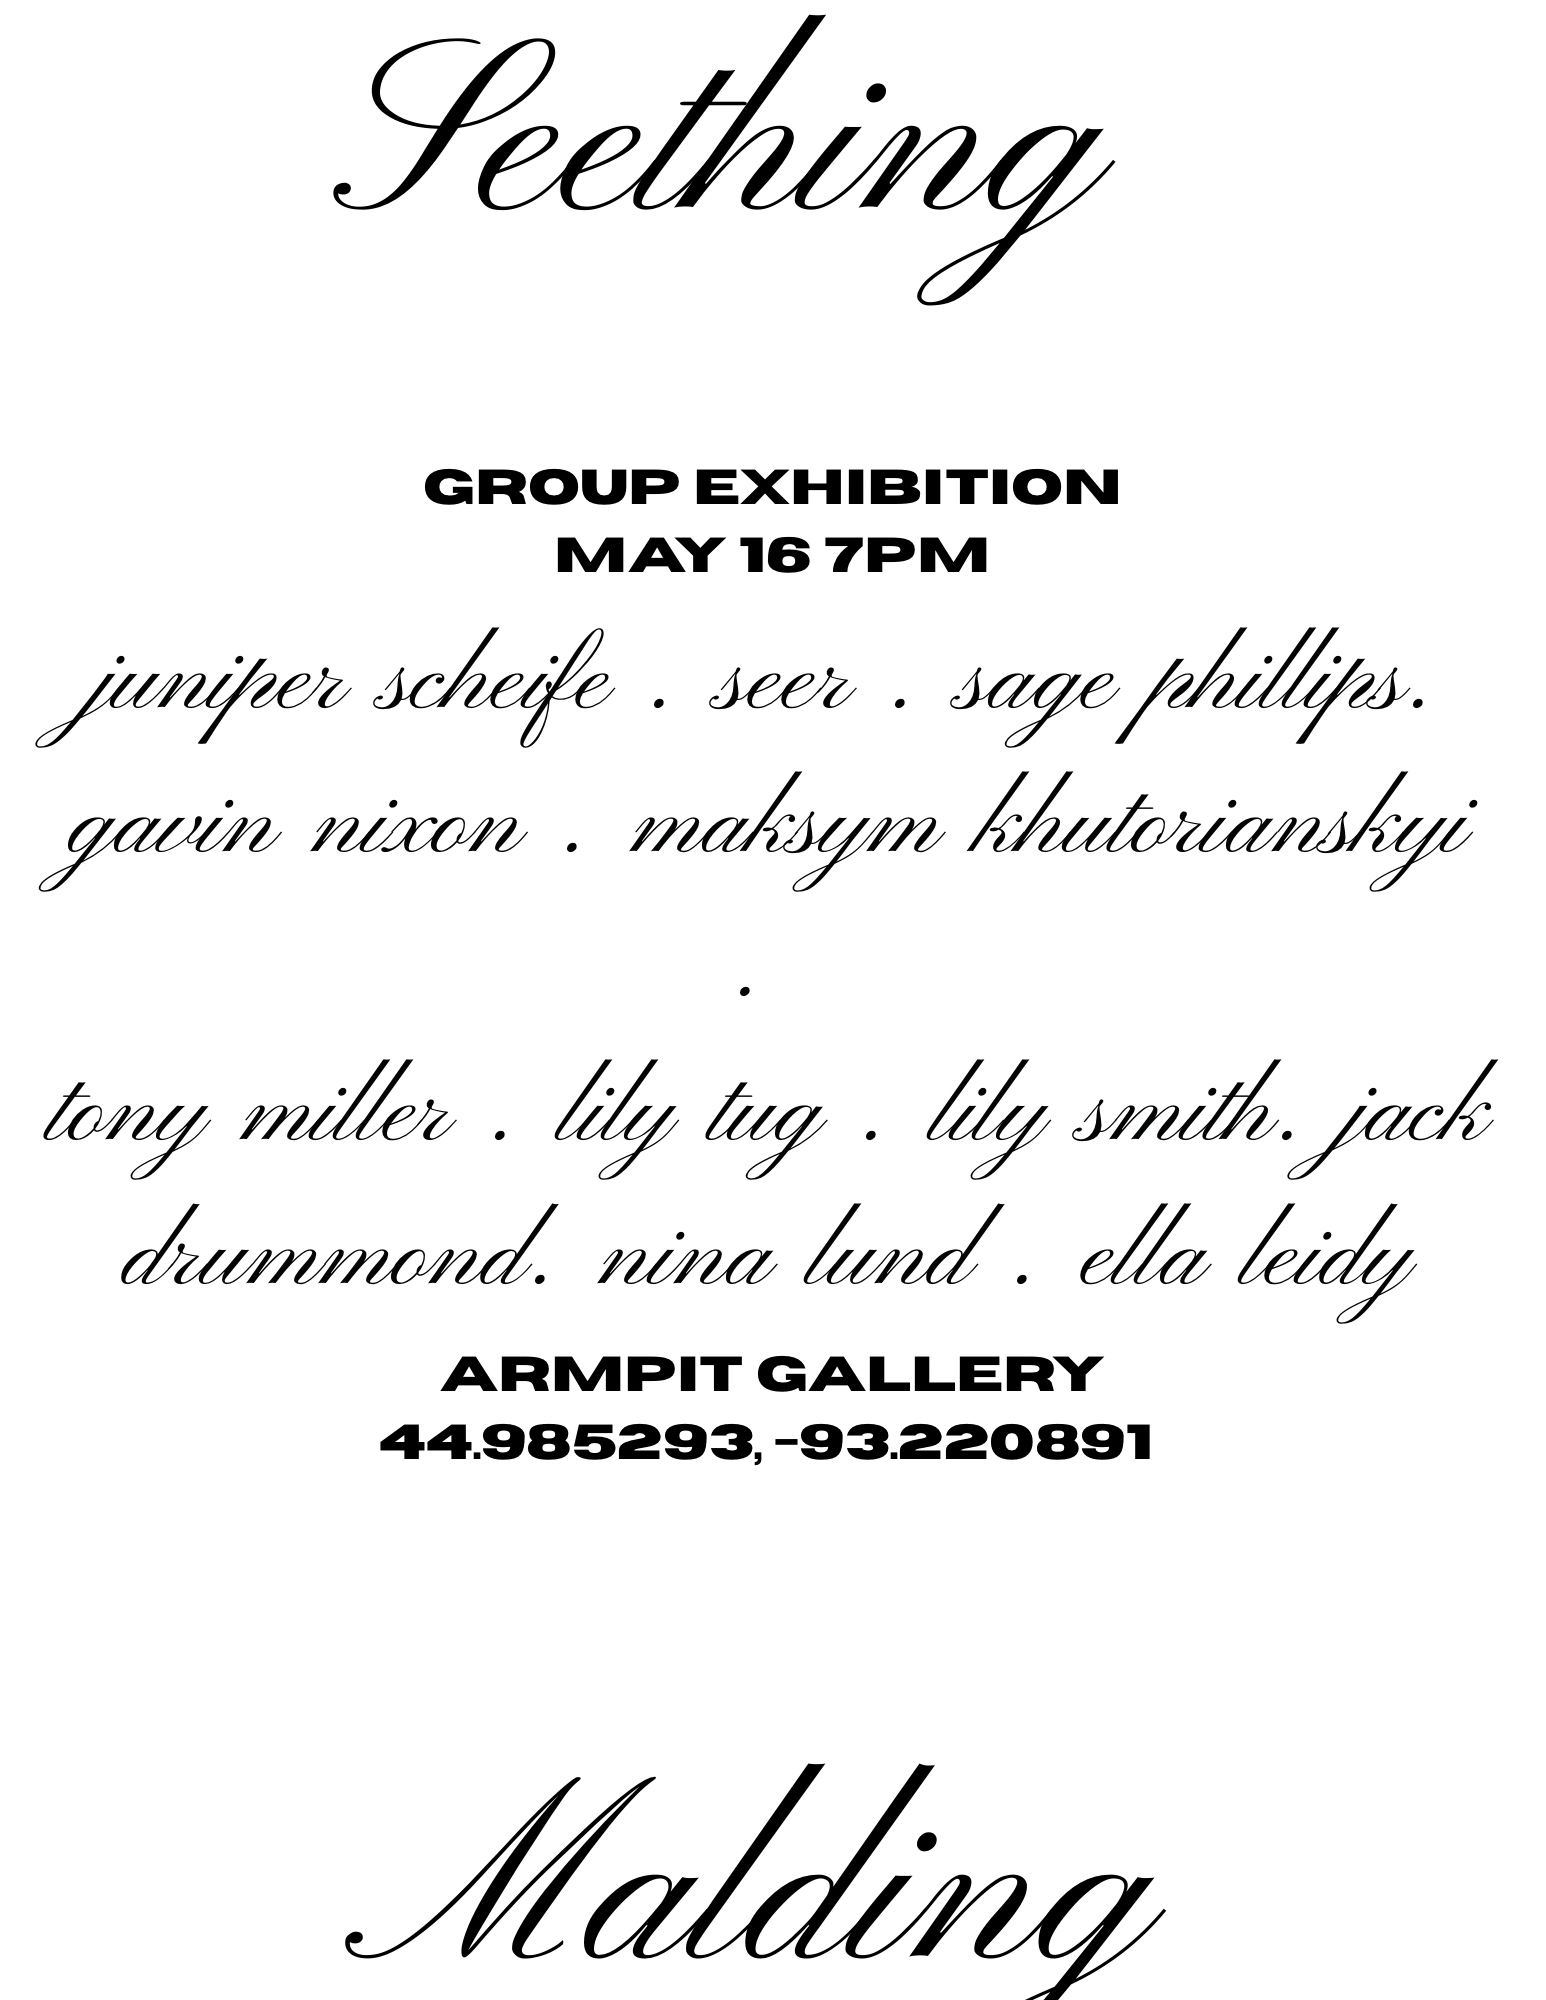 Seething
GROUP EXHIBITION
MAY 16 7PM
juniper scheife . seer . sage phillips.
gavin nixon . maksym khutorianskyi
.
tony miller . lily tug . lily smith. jack
drummond. nina lund . ella leidy
ARMPIT GALLERY
44.985293, -93.220891
Malding